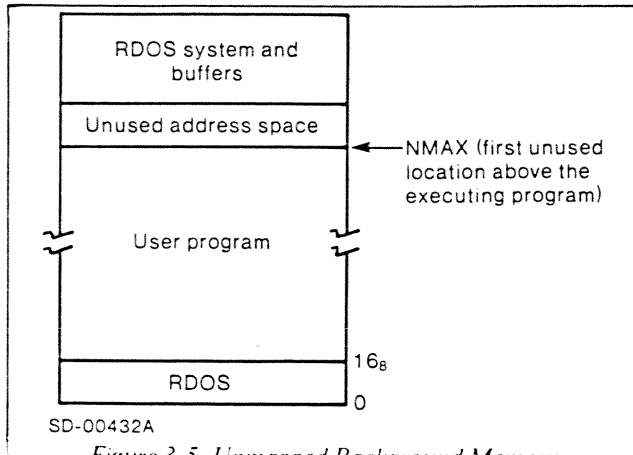 RDOS system and
buffers
Unused address space
NMAX (first unused
location above the
executing program)
User program
16₈
RDOS
0
SD-00432A
Figure 3-5. Unmapped Background Memory